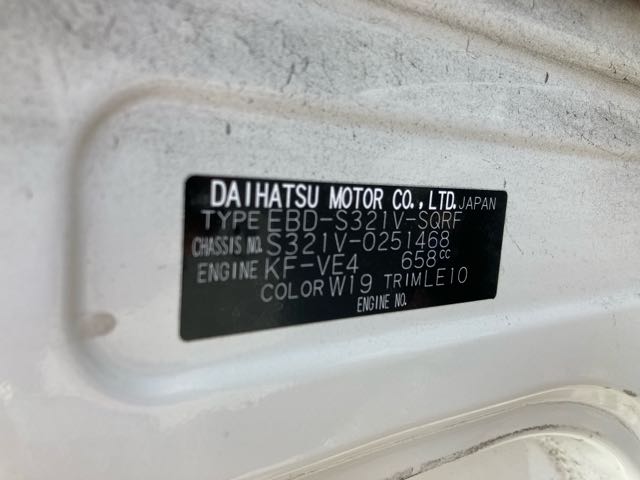 DAIHATSU MOTOR CO.,LTD. JAPAN
TYPE EBD-S321V-SQRF
CHASSIS NO. S321V-0251468
ENGINE KF-VE4 658cc
COLOR W19 TRIM LE10
ENGINE NO.